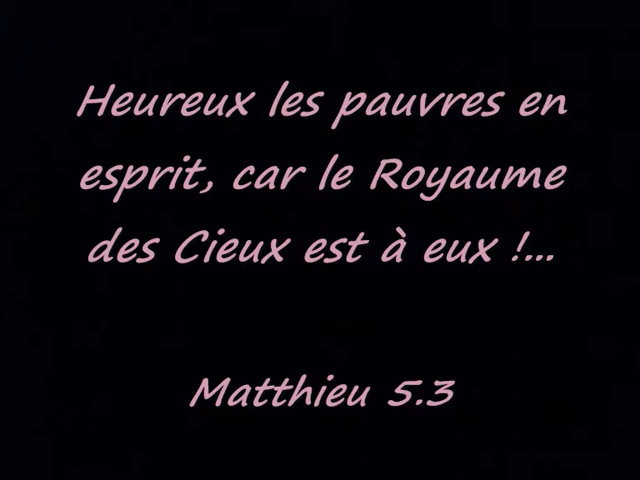 Heureux les pauvres en
esprit, car le Royaume
des Cieux est à eux !...
Matthieu 5.3